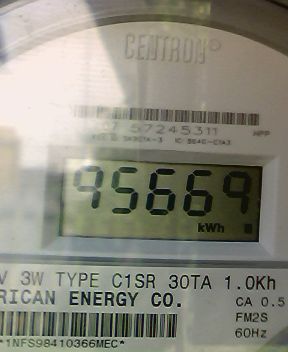 CENTRON®
57245311 HPP
95669
kWh
V 3W TYPE C1SR 30TA 1.0Kh
RICAN ENERGY CO. CA 0.5
FM2S
*1NFS98410366MEC* 60Hz